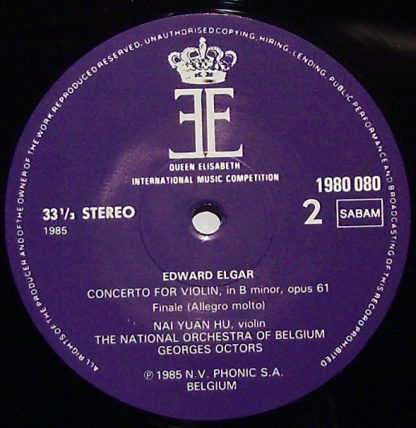 ALL RIGHTS OF THE PRODUCER AND OF THE OWNER OF THE WORK REPRODUCED RESERVED. UNAUTHORISED COPYING, HIRING, LENDING, PUBLIC PERFORMANCE AND BROADCASTING OF THIS RECORD PROHIBITED
QUEEN ELISABETH
INTERNATIONAL MUSIC COMPETITION
1980 080
33 1/3 STEREO
2
SABAM
1985
EDWARD ELGAR
CONCERTO FOR VIOLIN, in B minor, opus 61
Finale (Allegro molto)
NAI YUAN HU, violin
THE NATIONAL ORCHESTRA OF BELGIUM
GEORGES OCTORS
℗ 1985 N.V. PHONIC S.A.
BELGIUM